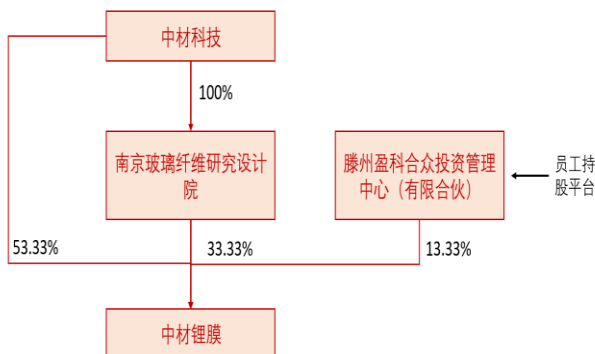 中材科技
100%
南京玻璃纤维研究设计
院
滕州盈科合众投资管理
中心（有限合伙）
员工持
股平台
53.33%
33.33%
13.33%
中材锂膜